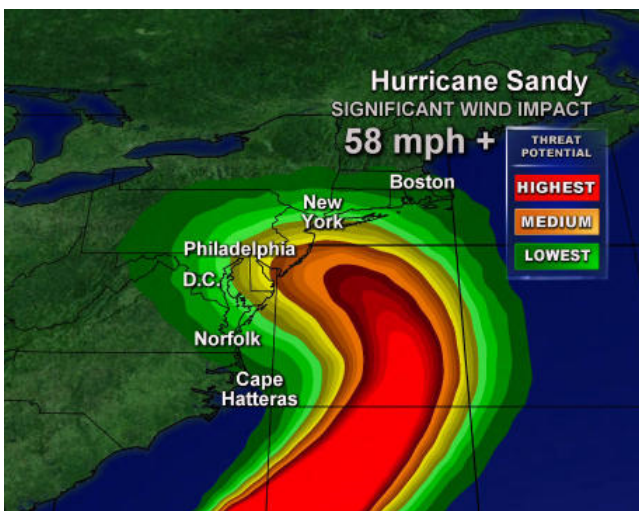 Hurricane Sandy
SIGNIFICANT WIND IMPACT
58 mph +
THREAT
POTENTIAL
HIGHEST
MEDIUM
LOWEST
Boston
New
York
Philadelphia
D.C.
Norfolk
Cape
Hatteras